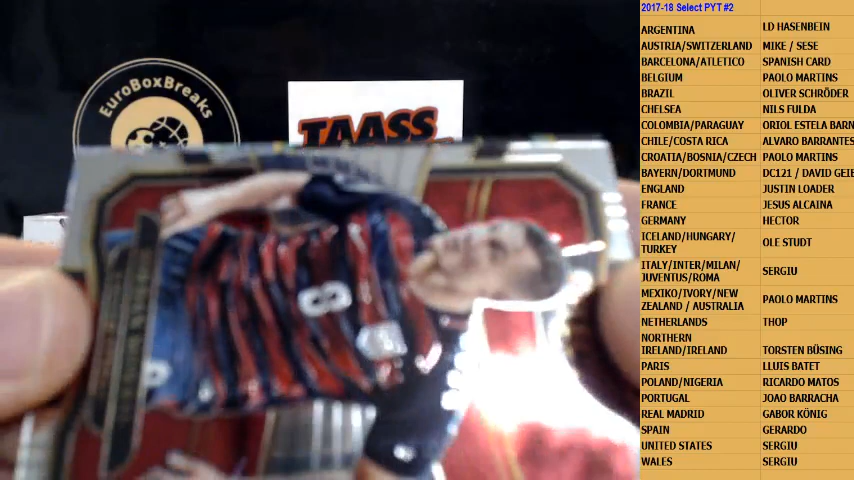 2017-18 Select PYT #2
ARGENTINA LD HASENBEIN
AUSTRIA/SWITZERLAND MIKE / SESE
BARCELONA/ATLETICO SPANISH CARD
BELGIUM PAOLO MARTINS
BRAZIL OLIVER SCHRÖDER
CHELSEA NILS FULDA
COLOMBIA/PARAGUAY ORIOL ESTELA BARN
CHILE/COSTA RICA ALVARO BARRANTES
CROATIA/BOSNIA/CZECH PAOLO MARTINS
BAYERN/DORTMUND DC121 / DAVID GEIE
ENGLAND JUSTIN LOADER
FRANCE JESUS ALCAINA
GERMANY HECTOR
ICELAND/HUNGARY/
TURKEY OLE STUDT
ITALY/INTER/MILAN/
JUVENTUS/ROMA SERGIU
MEXIKO/IVORY/NEW
ZEALAND / AUSTRALIA PAOLO MARTINS
NETHERLANDS THOP
NORTHERN
IRELAND/IRELAND TORSTEN BÜSING
PARIS LLUIS BATET
POLAND/NIGERIA RICARDO MATOS
PORTUGAL JOAO BARRACHA
REAL MADRID GABOR KÖNIG
SPAIN GERARDO
UNITED STATES SERGIU
WALES SERGIU
EuroBoxBreaks
TAASS
8